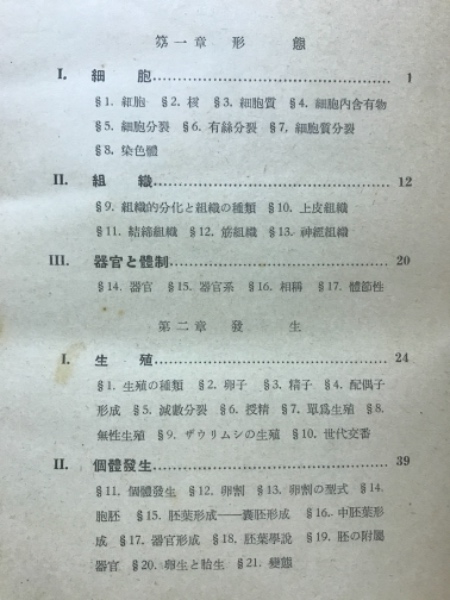 第一章 形 態
I. 細 胞 1
§1. 細胞 §2. 核 §3. 細胞質 §4. 細胞内含有物
§5. 細胞分裂 §6. 有絲分裂 §7. 細胞質分裂
§8. 染色體
II. 組 織 12
§9. 組織的分化と組織の種類 §10. 上皮組織
§11. 結締組織 §12. 筋組織 §13. 神經組織
III. 器官と體制 20
§14. 器官 §15. 器官系 §16. 相稱 §17. 體節性
第二章 發 生
I. 生 殖 24
§1. 生殖の種類 §2. 卵子 §3. 精子 §4. 配偶子
形成 §5. 減數分裂 §6. 授精 §7. 單爲生殖 §8.
無性生殖 §9. ザウリムシの生殖 §10. 世代交番
II. 個體發生 39
§11. 個體發生 §12. 卵割 §13. 卵割の型式 §14.
胞胚 §15. 胚葉形成——嚢胚形成 §16. 中胚葉形
成 §17. 器官形成 §18. 胚葉學說 §19. 胚の附屬
器官 §20. 卵生と胎生 §21. 變態